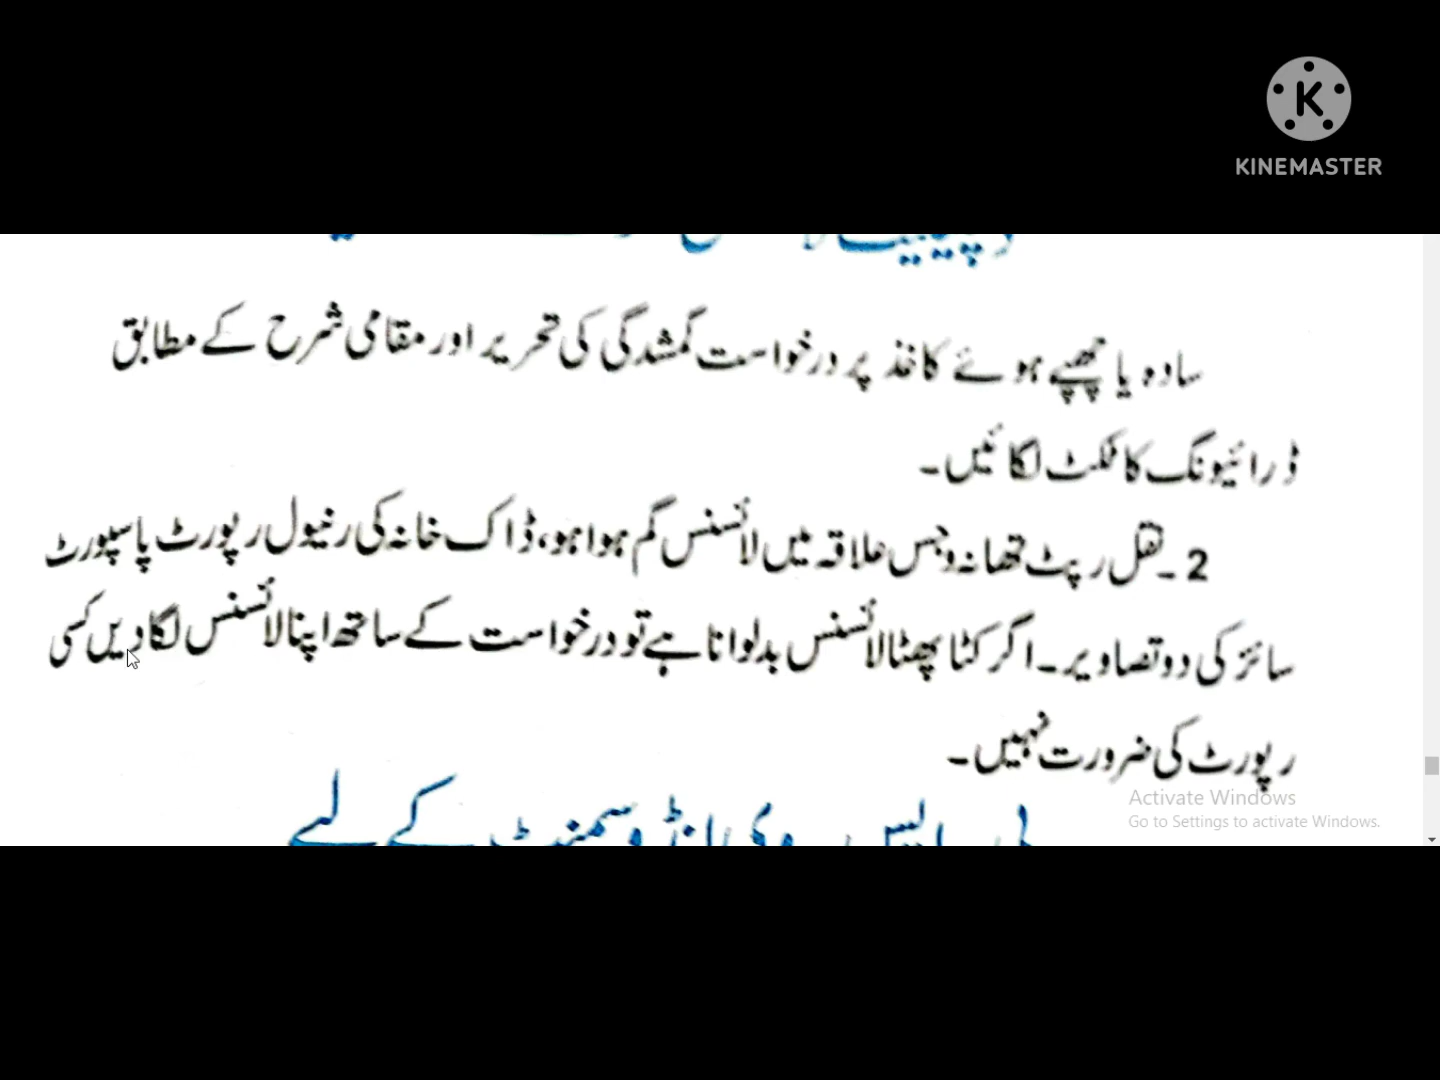 KINEMASTER
سادہ یا چھپے ہوئے کاغذ پر درخواست گمشدگی کی تحریر اور مقامی شرح کے مطابق
ڈرائیونگ کا ٹکٹ لگائیں۔
2۔ نقل رپٹ تھانہ و جس علاقہ میں لائسنس گم ہوا ہو، ڈاک خانہ کی رنیول رپورٹ پاسپورٹ
سائز کی دو تصاویر۔ اگر کٹا پھٹا لائسنس بدلوانا ہے تو درخواست کے ساتھ اپنا لائسنس لگا دیں کسی
رپورٹ کی ضرورت نہیں۔
Activate Windows
Go to Settings to activate Windows.
کے لیے